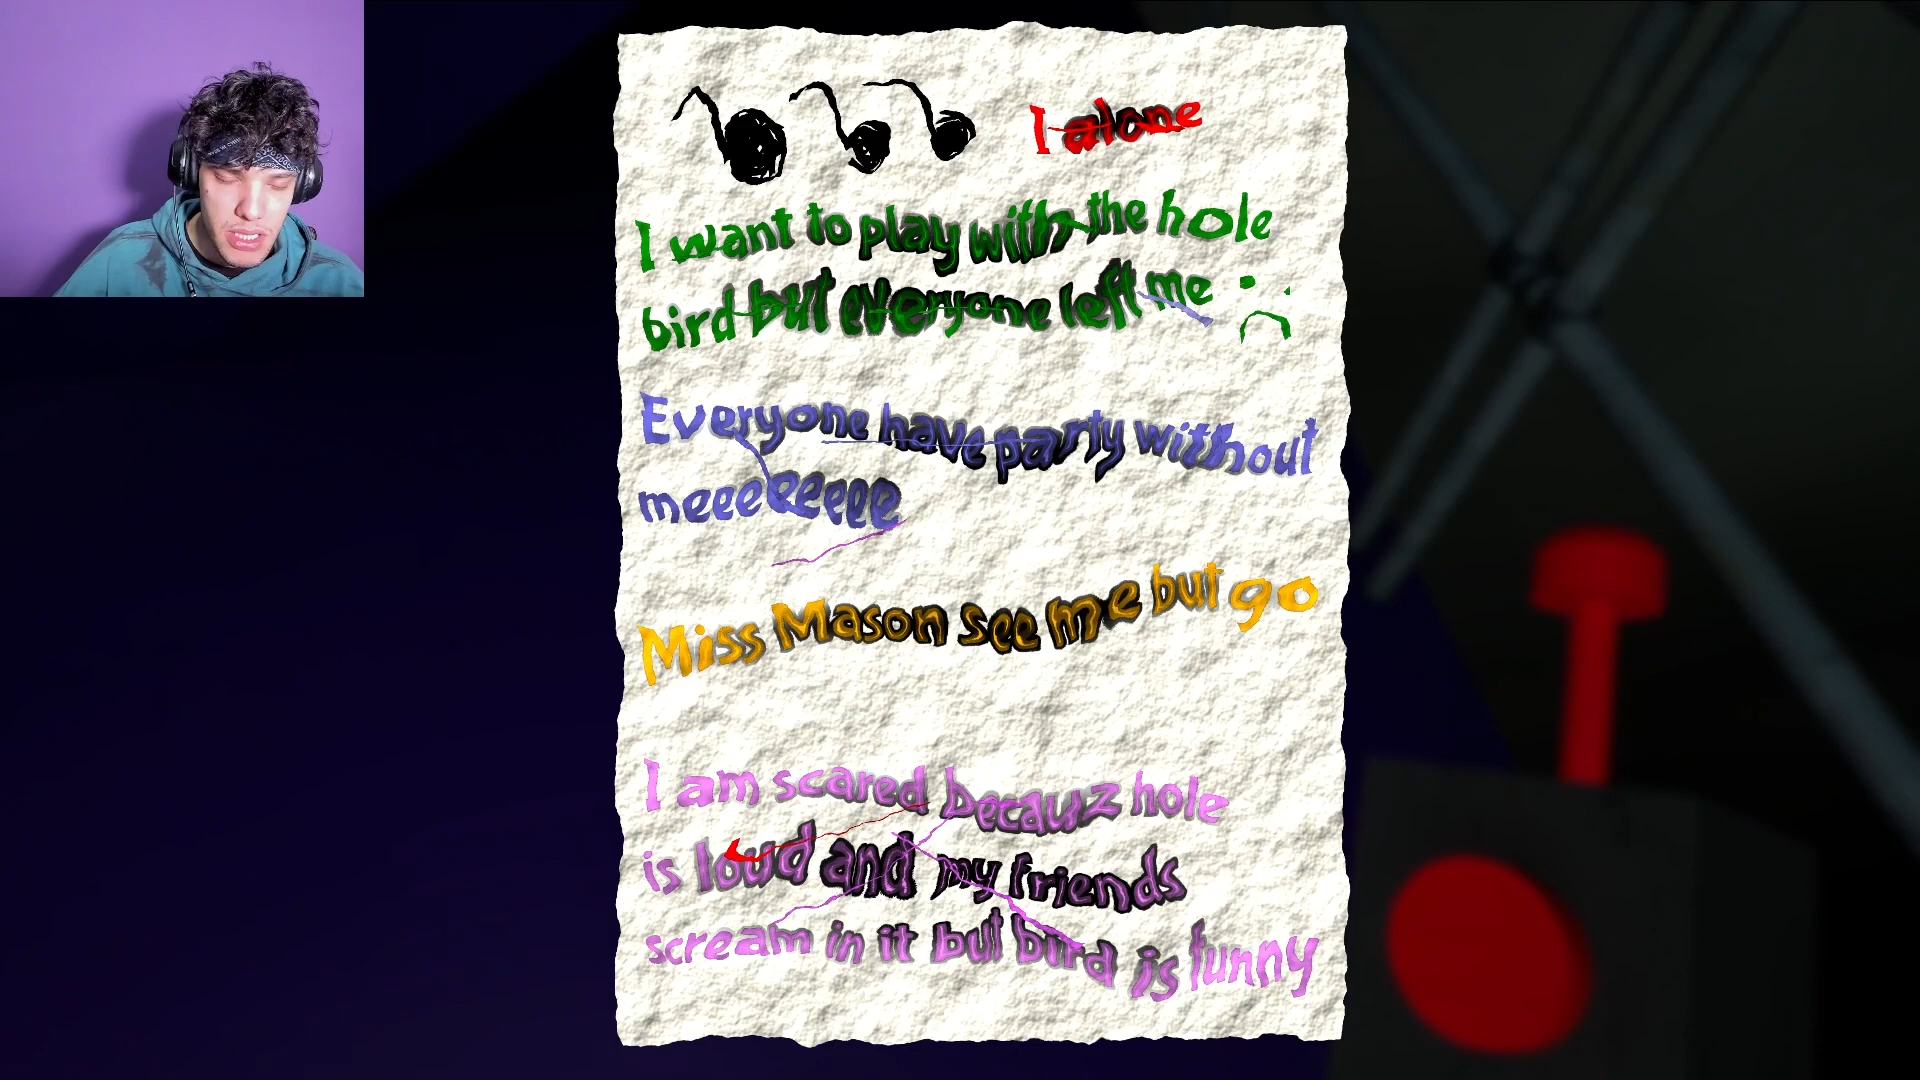 I alone
I want to play with the hole
bird but everyone left me
Everyone have party without
meeeeeeee
Miss Mason see me but go
I am scared becauz hole
is loud and my friends
scream in it but bird is funny